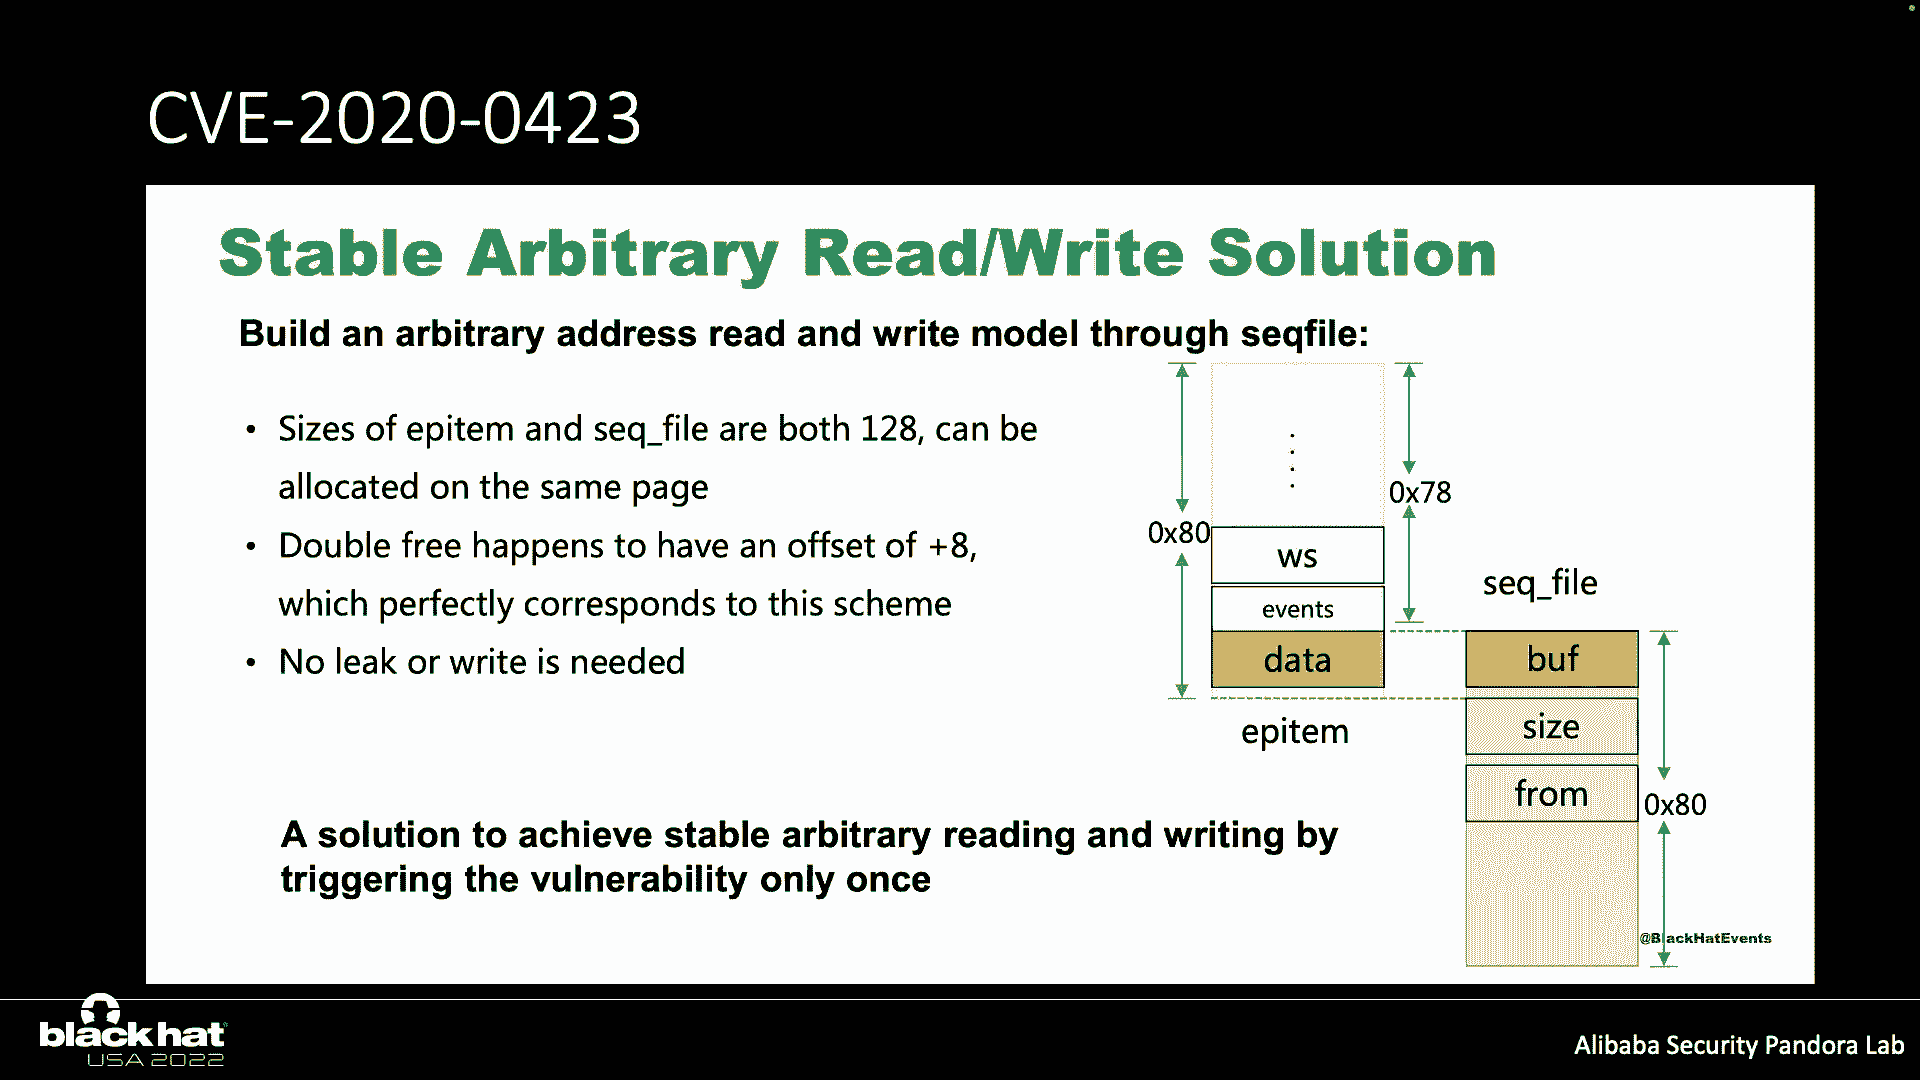 CVE-2020-0423
Stable Arbitrary Read/Write Solution
Build an arbitrary address read and write model through seqfile:
• Sizes of epitem and seq_file are both 128, can be
allocated on the same page
• Double free happens to have an offset of +8,
which perfectly corresponds to this scheme
• No leak or write is needed
A solution to achieve stable arbitrary reading and writing by
triggering the vulnerability only once
0x78
0x80
ws
events
data
epitem
seq_file
buf
size
from
0x80
@BlackHatEvents
black hat
USA 2022
Alibaba Security Pandora Lab